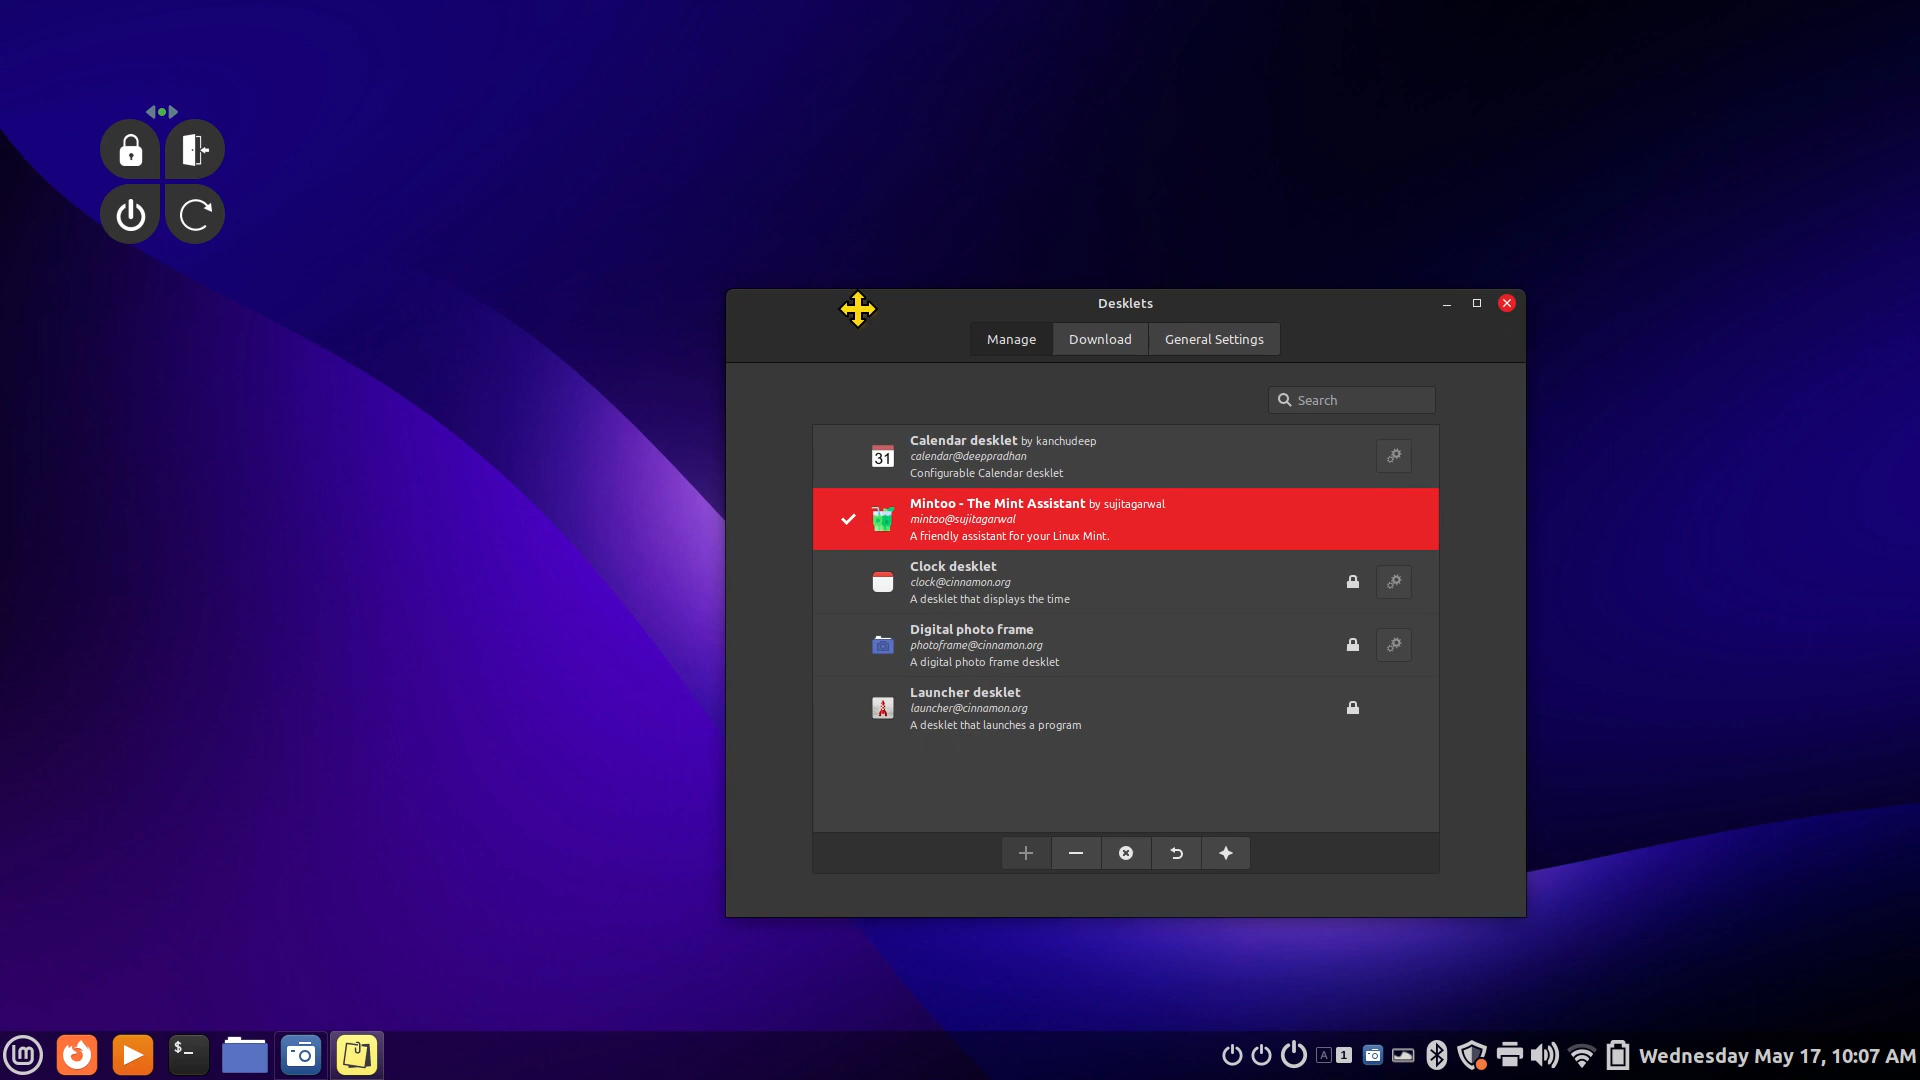 Desklets
Manage
Download
General Settings
Search
31
Calendar desklet by kanchudeep
calendar@deeppradhan
Configurable Calendar desklet
Mintoo - The Mint Assistant by sujitagarwal
mintoo@sujitagarwal
A friendly assistant for your Linux Mint.
Clock desklet
clock@cinnamon.org
A desklet that displays the time
Digital photo frame
photoframe@cinnamon.org
A digital photo frame desklet
Launcher desklet
launcher@cinnamon.org
A desklet that launches a program
$_
A 1
Wednesday May 17, 10:07 AM